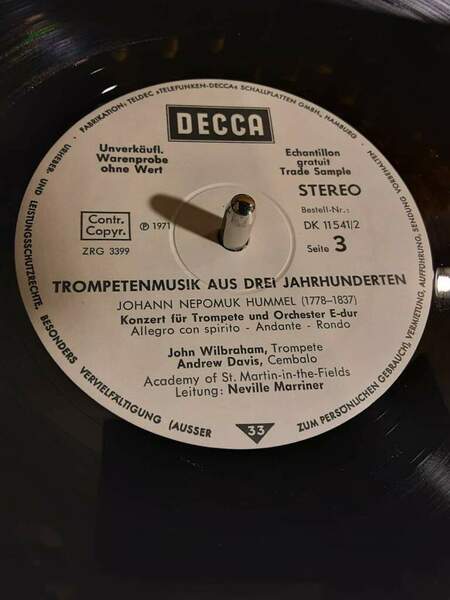 FABRIKATION: TELDEC »TELEFUNKEN-DECCA« SCHALLPLATTEN GMBH, HAMBURG
URHEBER- UND LEISTUNGSSCHUTZRECHTE, BESONDERS VERVIELFÄLTIGUNG (AUSSER
ZUM PERSÖNLICHEN GEBRAUCH), VERMIETUNG, AUFFÜHRUNG, SENDUNG VORBEHALTEN
DECCA
Unverkäufl.
Warenprobe
ohne Wert
Echantillon
gratuit
Trade Sample
STEREO
Contr.
Copyr.
℗ 1971
Bestell-Nr.:
DK 11541/2
ZRG 3399
Seite 3
TROMPETENMUSIK AUS DREI JAHRHUNDERTEN
JOHANN NEPOMUK HUMMEL (1778–1837)
Konzert für Trompete und Orchester E-dur
Allegro con spirito - Andante - Rondo
John Wilbraham, Trompete
Andrew Davis, Cembalo
Academy of St. Martin-in-the-Fields
Leitung: Neville Marriner
33